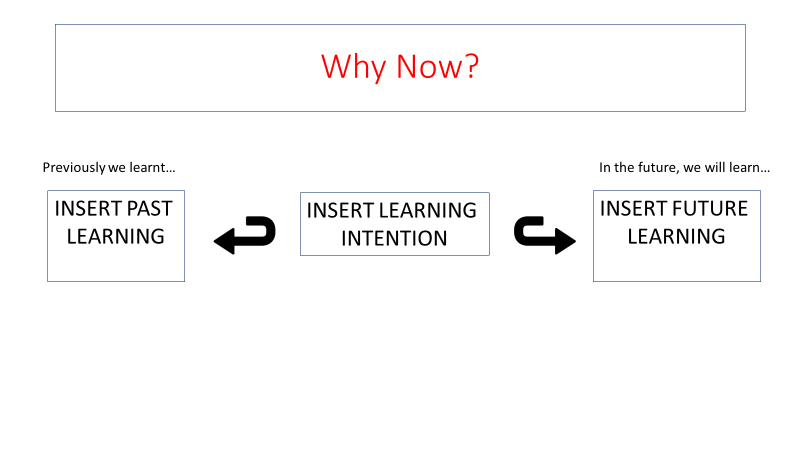 Why Now?
Previously we learnt...
In the future, we will learn...
INSERT PAST
LEARNING
INSERT LEARNING
INTENTION
INSERT FUTURE
LEARNING